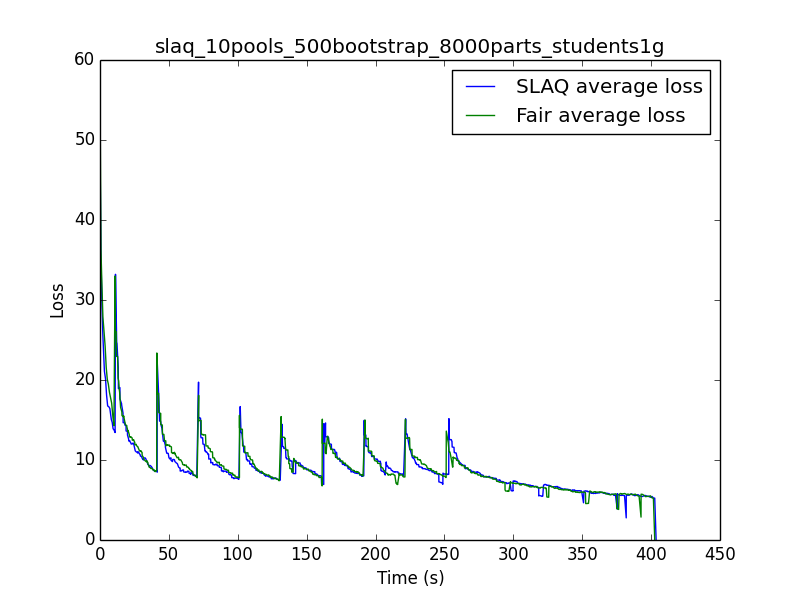 slaq_10pools_500bootstrap_8000parts_students1g
SLAQ average loss
Fair average loss
60
50
40
30
20
10
0
Loss
0 50 100 150 200 250 300 350 400 450
Time (s)